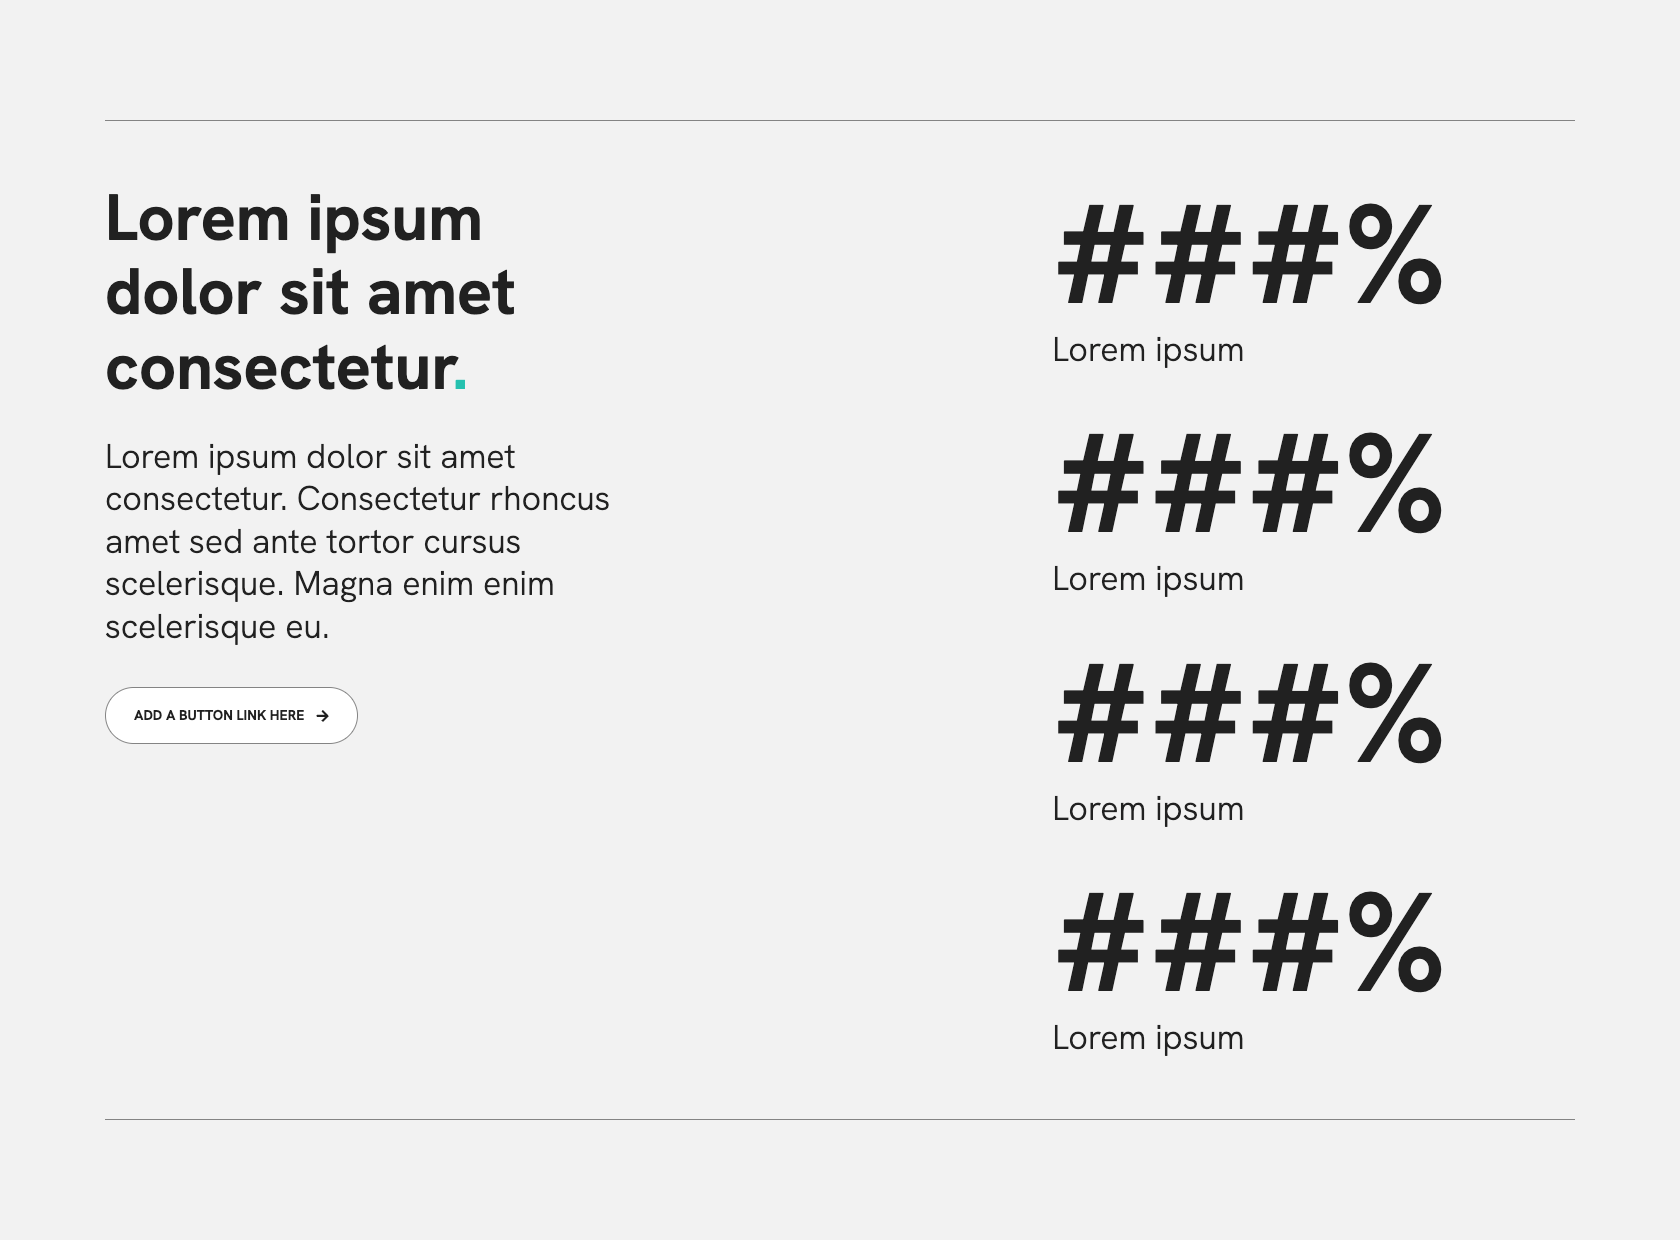 Lorem ipsum
dolor sit amet
consectetur.
Lorem ipsum dolor sit amet
consectetur. Consectetur rhoncus
amet sed ante tortor cursus
scelerisque. Magna enim enim
scelerisque eu.
ADD A BUTTON LINK HERE →
###%
Lorem ipsum
###%
Lorem ipsum
###%
Lorem ipsum
###%
Lorem ipsum